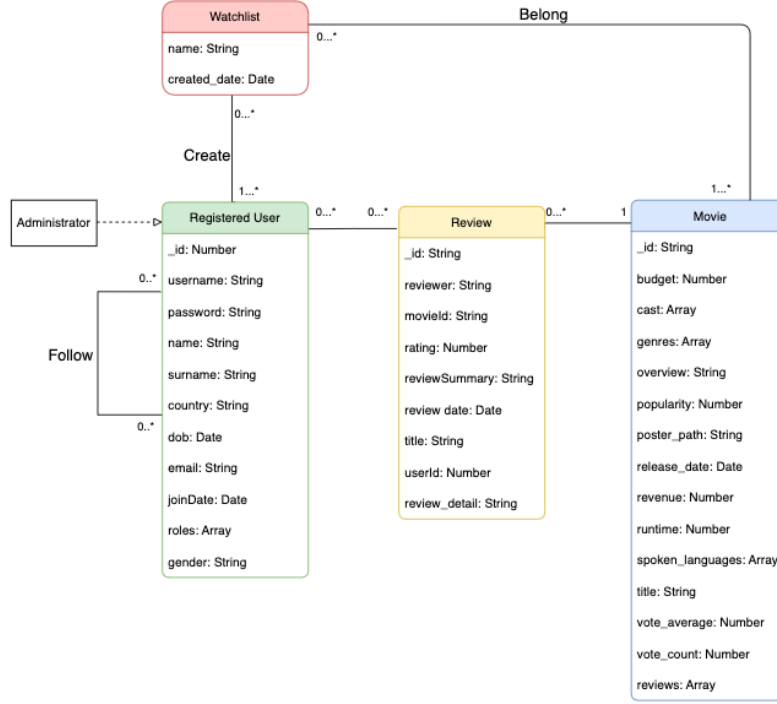 Watchlist
name: String
created_date: Date
Belong
0...*
0...*
Create
1...*
1...*
Administrator
Registered User
_id: Number
username: String
password: String
name: String
surname: String
country: String
dob: Date
email: String
joinDate: Date
roles: Array
gender: String
0..*
Follow
0..*
0...*
0...*
Review
_id: String
reviewer: String
movieId: String
rating: Number
reviewSummary: String
review date: Date
title: String
userId: Number
review_detail: String
0...*
1
Movie
_id: String
budget: Number
cast: Array
genres: Array
overview: String
popularity: Number
poster_path: String
release_date: Date
revenue: Number
runtime: Number
spoken_languages: Array
title: String
vote_average: Number
vote_count: Number
reviews: Array